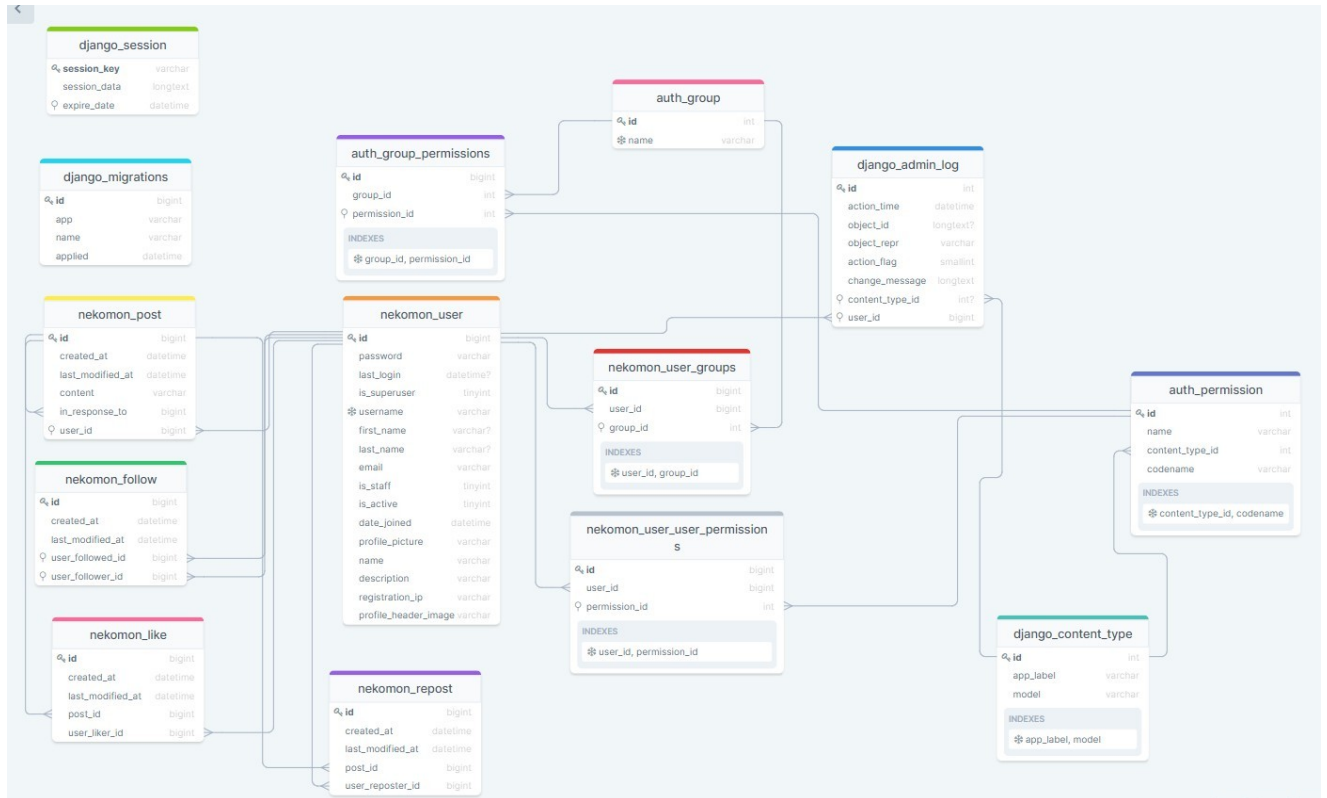 django_session
session_key varchar
session_data longtext
expire_date datetime
django_migrations
id bigint
app varchar
name varchar
applied datetime
nekomon_post
id bigint
created_at datetime
last_modified_at datetime
content varchar
in_response_to bigint
user_id bigint
nekomon_follow
id bigint
created_at datetime
last_modified_at datetime
user_followed_id bigint
user_follower_id bigint
nekomon_like
id bigint
created_at datetime
last_modified_at datetime
post_id bigint
user_liker_id bigint
auth_group_permissions
id bigint
group_id int
permission_id int
INDEXES
group_id, permission_id
nekomon_user
id bigint
password varchar
last_login datetime?
is_superuser tinyint
username varchar
first_name varchar?
last_name varchar?
email varchar
is_staff tinyint
is_active tinyint
date_joined datetime
profile_picture varchar
name varchar
description varchar
registration_ip varchar
profile_header_image varchar
nekomon_repost
id bigint
created_at datetime
last_modified_at datetime
post_id bigint
user_reposter_id bigint
auth_group
id int
name varchar
nekomon_user_groups
id bigint
user_id bigint
group_id int
INDEXES
user_id, group_id
nekomon_user_user_permission
s
id bigint
user_id bigint
permission_id int
INDEXES
user_id, permission_id
django_admin_log
id int
action_time datetime
object_id longtext?
object_repr varchar
action_flag smallint
change_message longtext
content_type_id int?
user_id bigint
auth_permission
id int
name varchar
content_type_id int
codename varchar
INDEXES
content_type_id, codename
django_content_type
id int
app_label varchar
model varchar
INDEXES
app_label, model